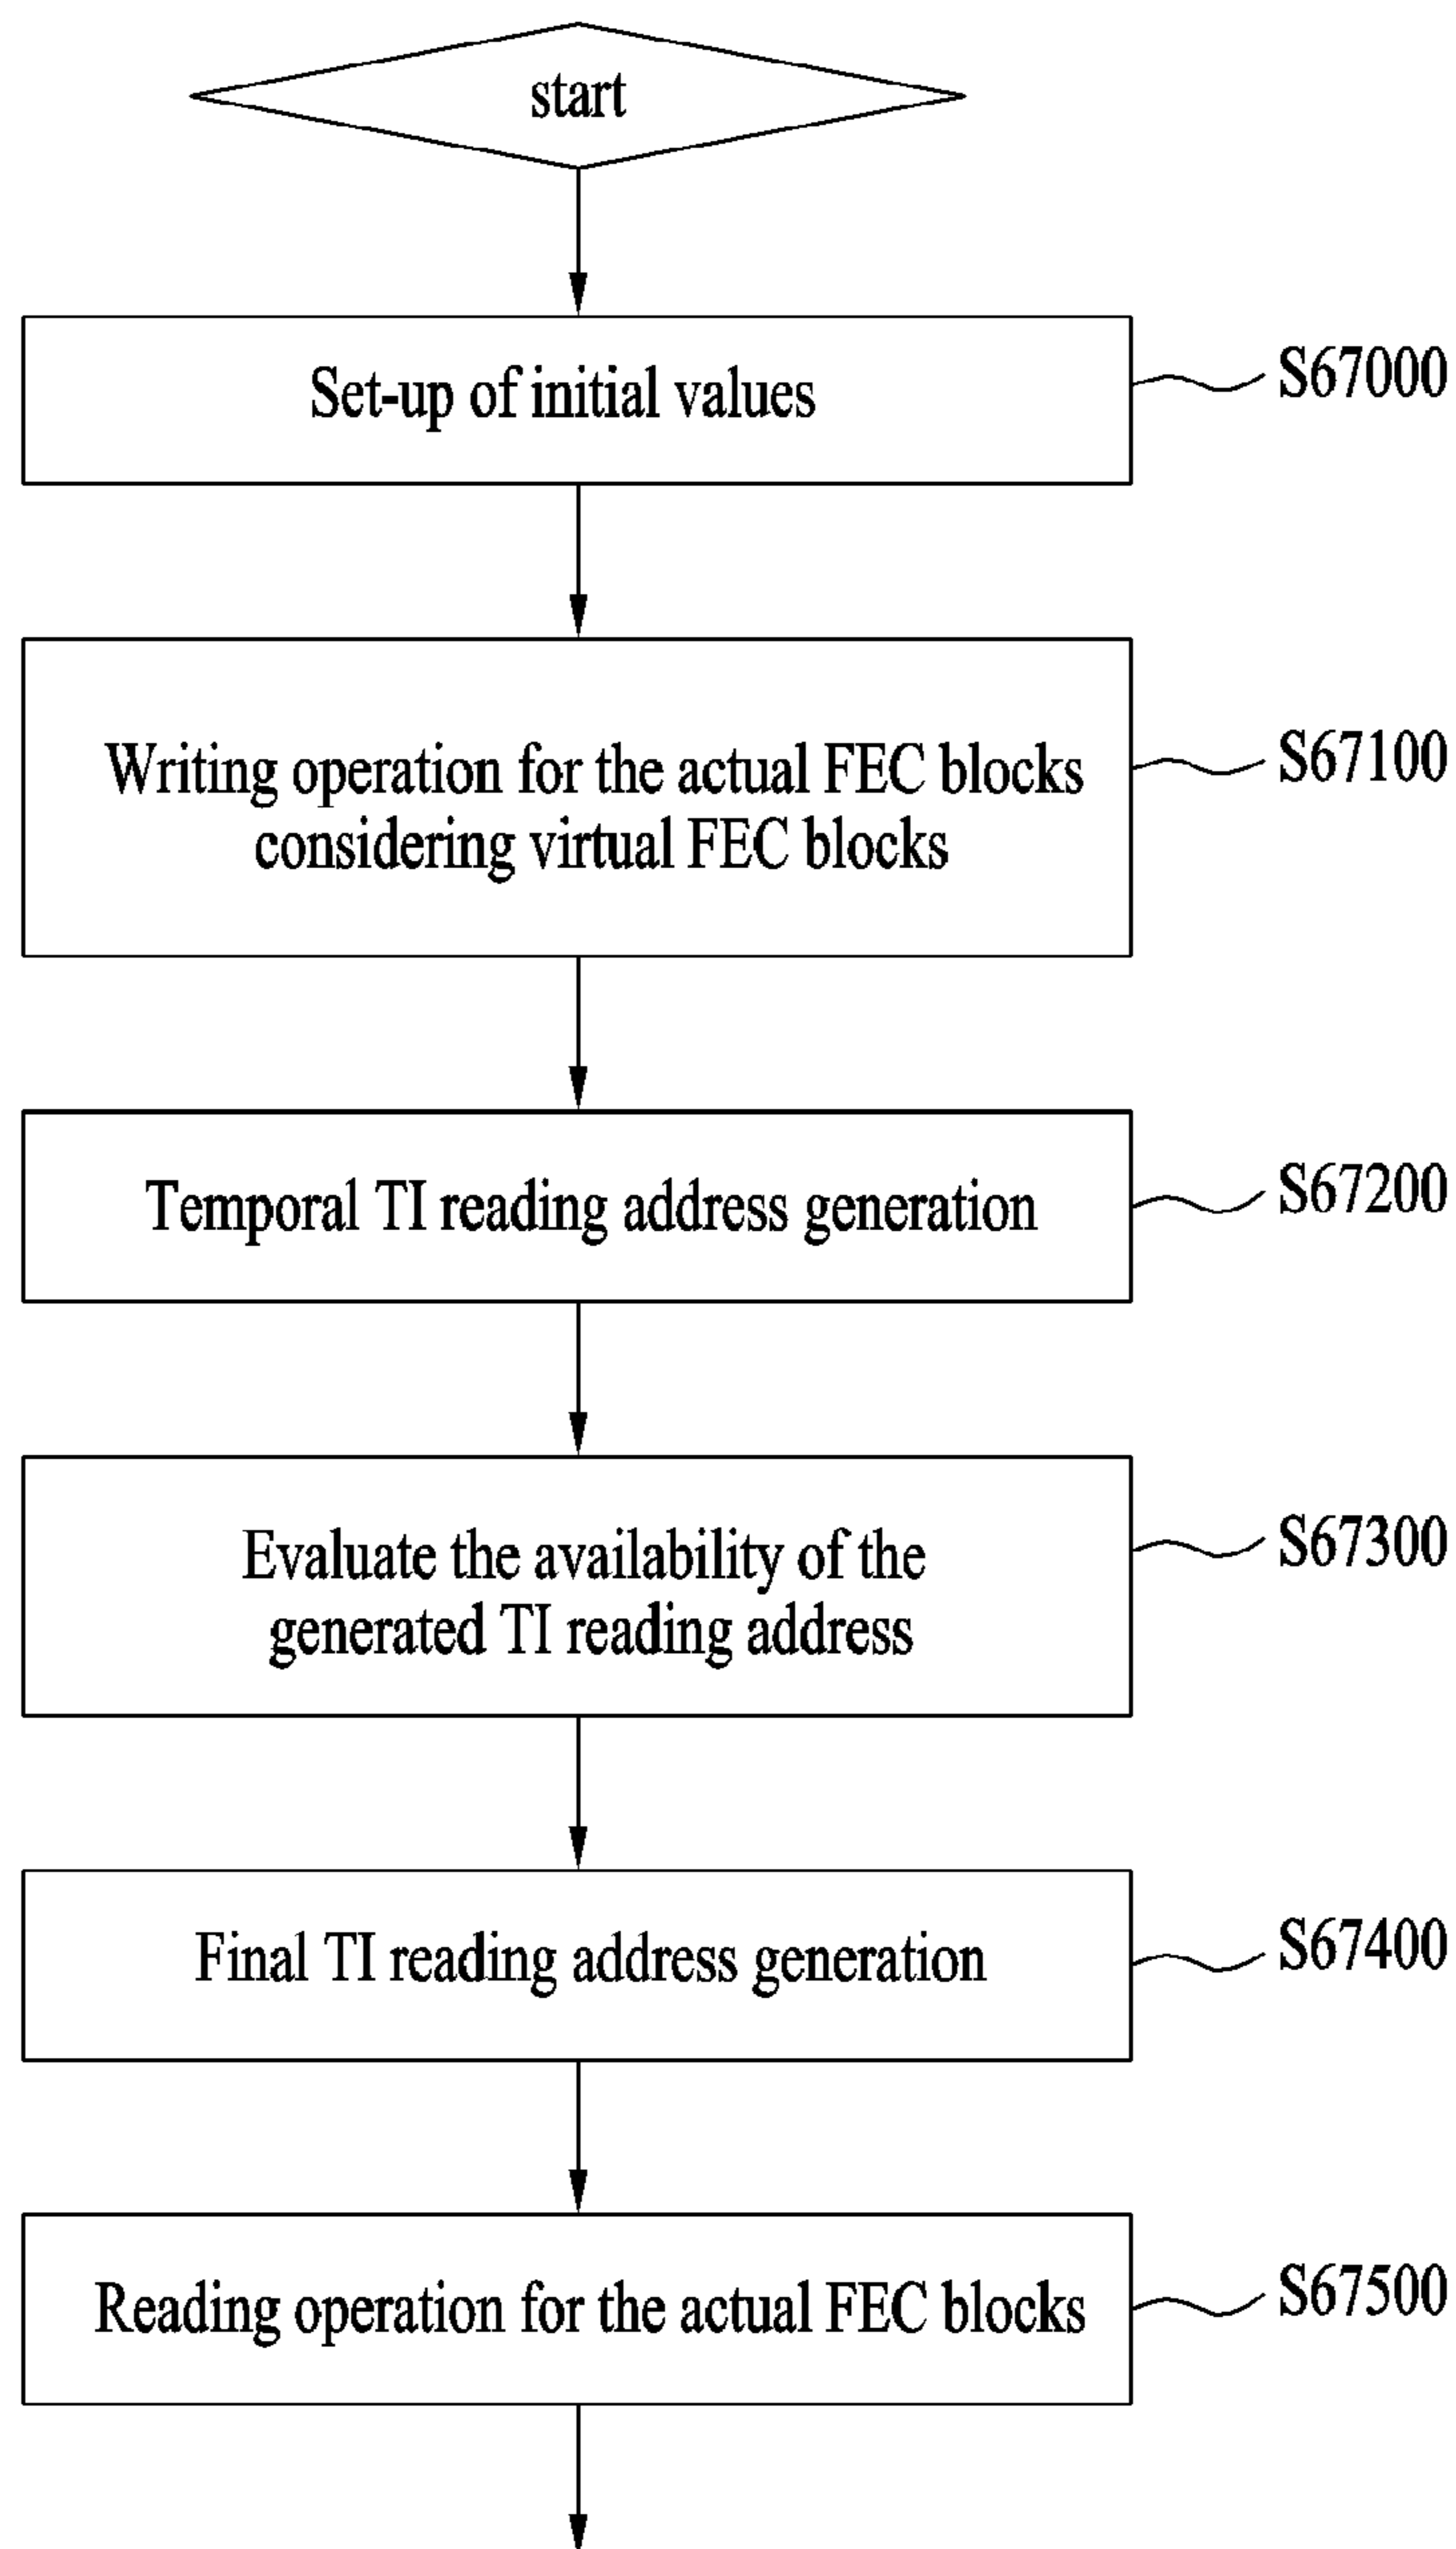 start
Set-up of initial values
S67000
Writing operation for the actual FEC blocks
considering virtual FEC blocks
S67100
Temporal TI reading address generation
S67200
Evaluate the availability of the
generated TI reading address
S67300
Final TI reading address generation
S67400
Reading operation for the actual FEC blocks
S67500